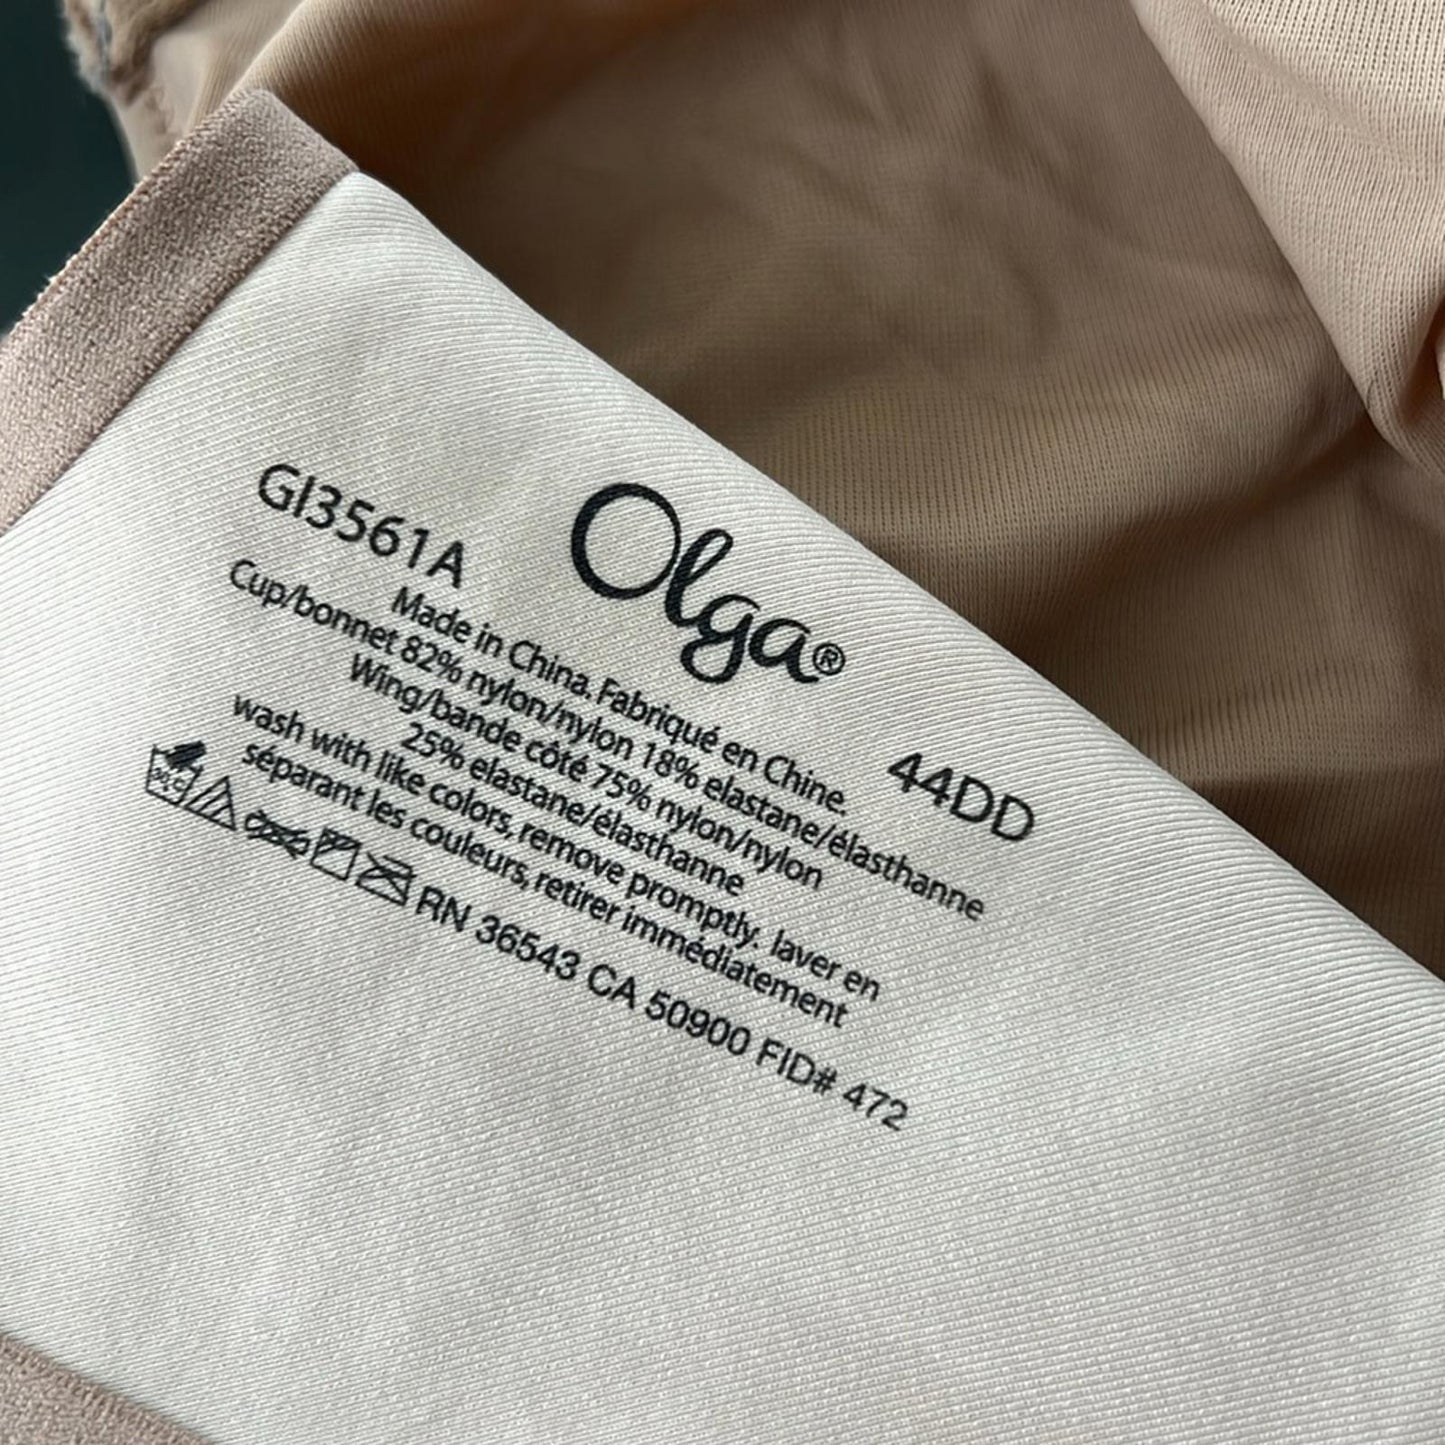 Olga®
GI3561A
44DD
Made in China. Fabriqué en Chine.
Cup/bonnet 82% nylon/nylon 18% elastane/élasthanne
Wing/bande côté 75% nylon/nylon
25% elastane/élasthanne
wash with like colors, remove promptly. laver en
séparant les couleurs, retirer immédiatement
RN 36543 CA 50900 FID# 472